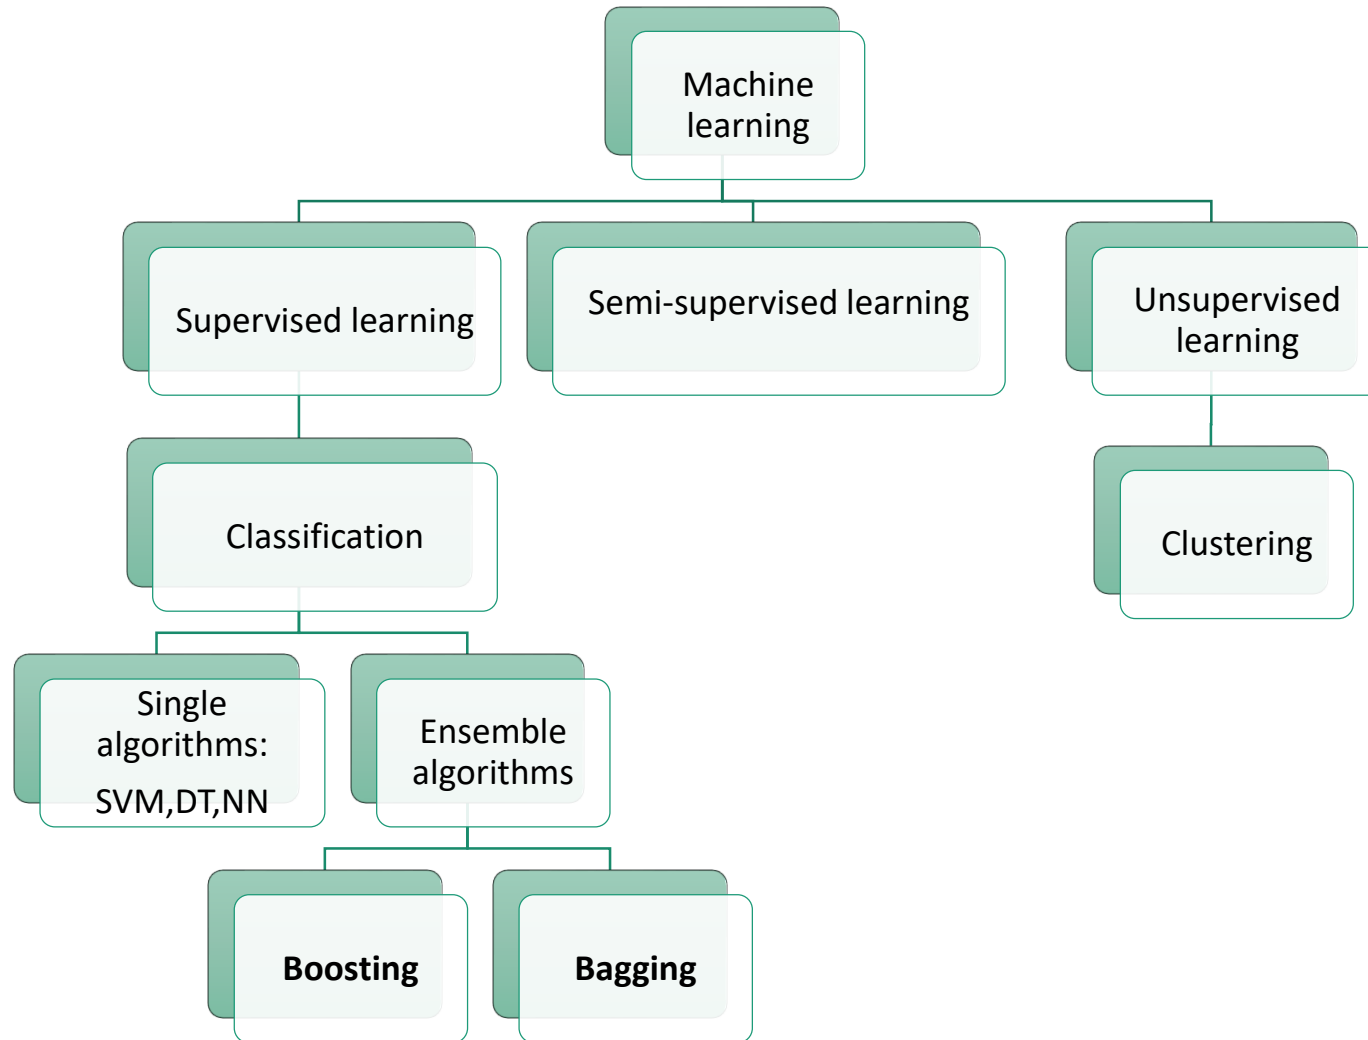 Machine
learning
Supervised learning
Semi-supervised learning
Unsupervised
learning
Classification
Clustering
Single
algorithms:
SVM,DT,NN
Ensemble
algorithms
Boosting
Bagging